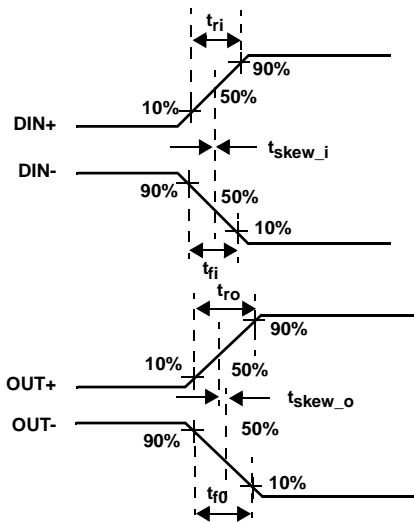 tri
90%
10%
50%
DIN+
tskew_i
DIN-
50%
90%
10%
tfi
tro
90%
10%
50%
OUT+
tskew_o
OUT-
50%
90%
10%
tf0